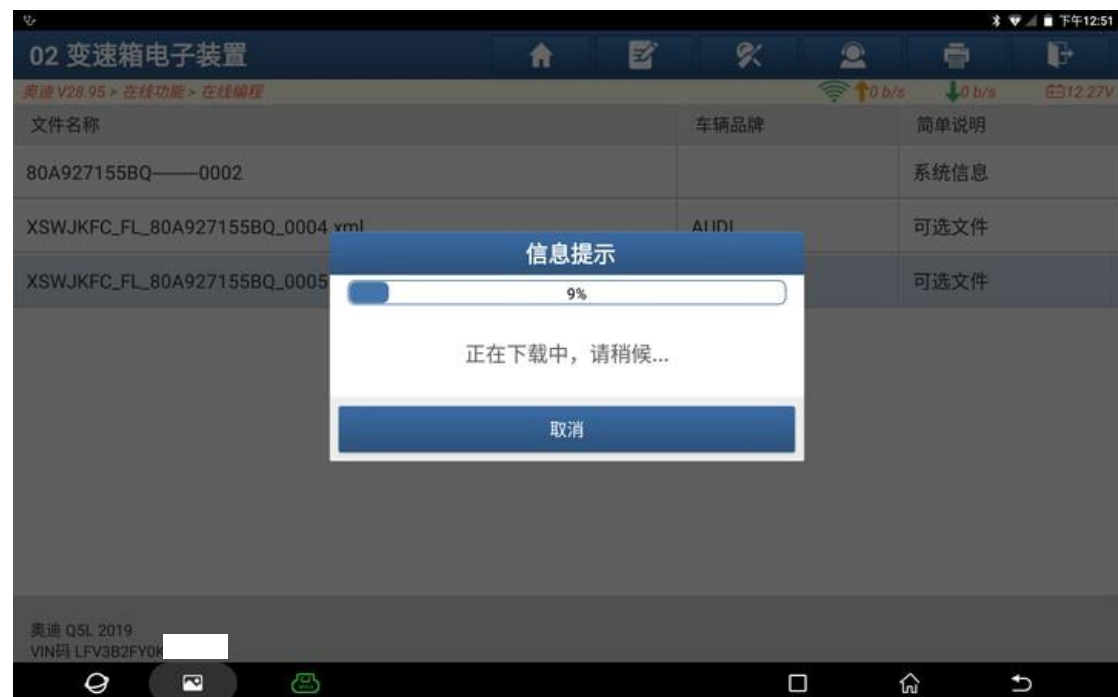 下午12:51
02 变速箱电子装置
奥迪 V28.95 > 在线功能 > 在线编程
0 b/s
0 b/s
12.27V
文件名称 车辆品牌 简单说明
80A927155BQ--------0002 系统信息
XSWJKFC_FL_80A927155BQ_0004.xml AUDI 可选文件
XSWJKFC_FL_80A927155BQ_0005 可选文件
信息提示
9%
正在下载中，请稍候...
取消
奥迪 Q5L 2019
VIN码 LFV3B2FY0K